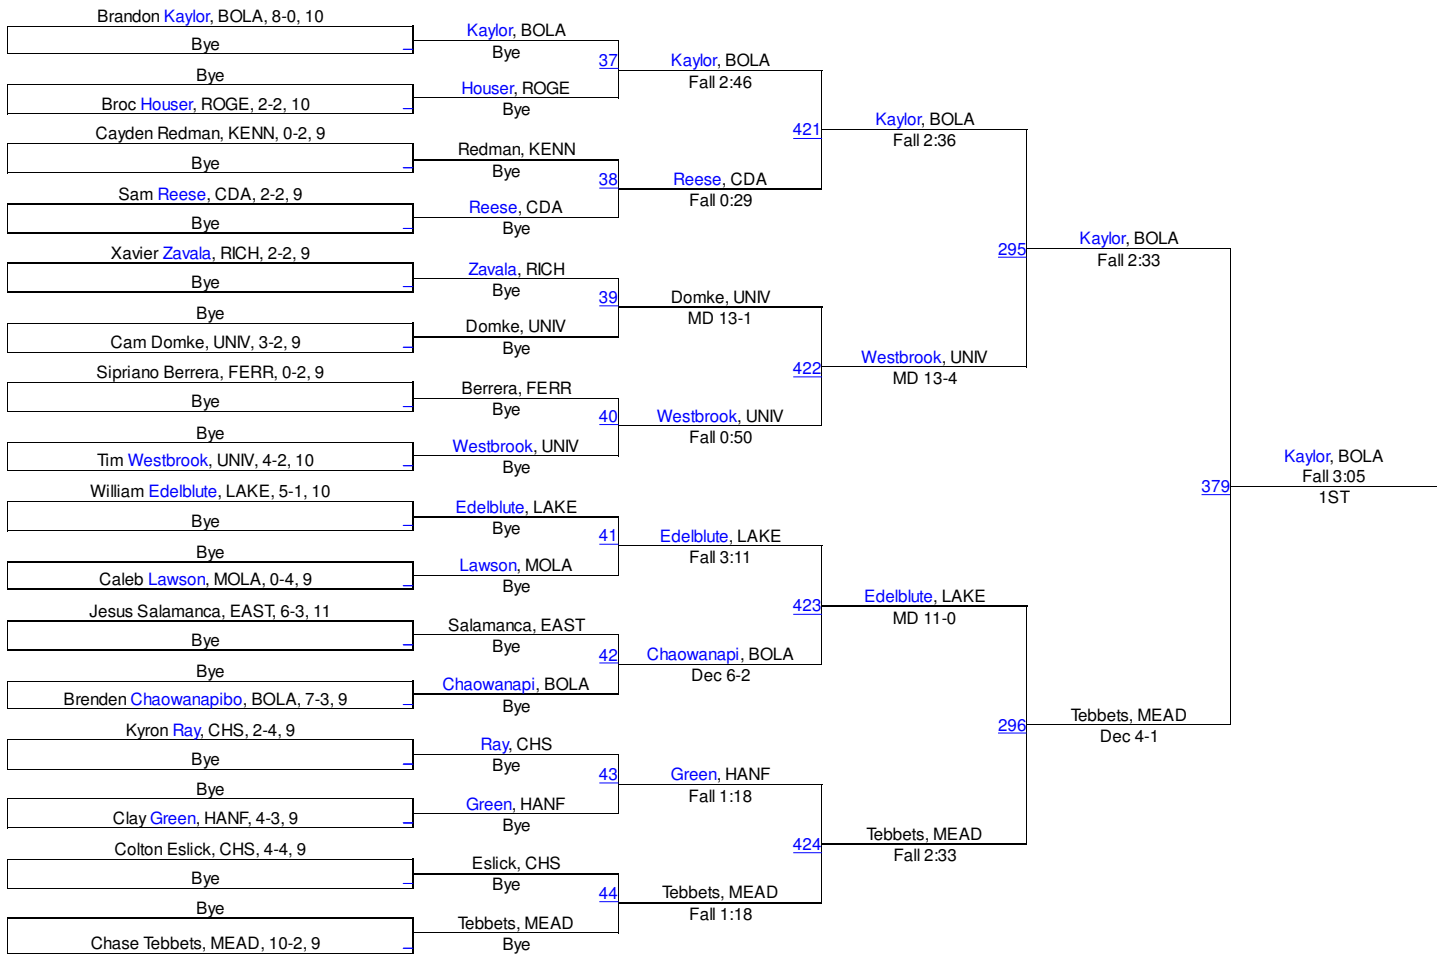 Brandon Kaylor, BOLA, 8-0, 10
Bye
Bye
Broc Houser, ROGE, 2-2, 10
Cayden Redman, KENN, 0-2, 9
Bye
Sam Reese, CDA, 2-2, 9
Bye
Xavier Zavala, RICH, 2-2, 9
Bye
Bye
Cam Domke, UNIV, 3-2, 9
Sipriano Berrera, FERR, 0-2, 9
Bye
Bye
Tim Westbrook, UNIV, 4-2, 10
William Edelblute, LAKE, 5-1, 10
Bye
Bye
Caleb Lawson, MOLA, 0-4, 9
Jesus Salamanca, EAST, 6-3, 11
Bye
Bye
Brenden Chaowanapibo, BOLA, 7-3, 9
Kyron Ray, CHS, 2-4, 9
Bye
Bye
Clay Green, HANF, 4-3, 9
Colton Eslick, CHS, 4-4, 9
Bye
Bye
Chase Tebbets, MEAD, 10-2, 9
Kaylor, BOLA
Bye
37
Houser, ROGE
Bye
Redman, KENN
Bye
38
Reese, CDA
Bye
Zavala, RICH
Bye
39
Domke, UNIV
Bye
Berrera, FERR
Bye
40
Westbrook, UNIV
Bye
Edelblute, LAKE
Bye
41
Lawson, MOLA
Bye
Salamanca, EAST
Bye
42
Chaowanapi, BOLA
Bye
Ray, CHS
Bye
43
Green, HANF
Bye
Eslick, CHS
Bye
44
Tebbets, MEAD
Bye
Kaylor, BOLA
Fall 2:46
421
Reese, CDA
Fall 0:29
Domke, UNIV
MD 13-1
422
Westbrook, UNIV
Fall 0:50
Edelblute, LAKE
Fall 3:11
423
Chaowanapi, BOLA
Dec 6-2
Green, HANF
Fall 1:18
424
Tebbets, MEAD
Fall 1:18
Kaylor, BOLA
Fall 2:36
295
Westbrook, UNIV
MD 13-4
Edelblute, LAKE
MD 11-0
296
Tebbets, MEAD
Fall 2:33
Kaylor, BOLA
Fall 2:33
379
Tebbets, MEAD
Dec 4-1
Kaylor, BOLA
Fall 3:05
1ST